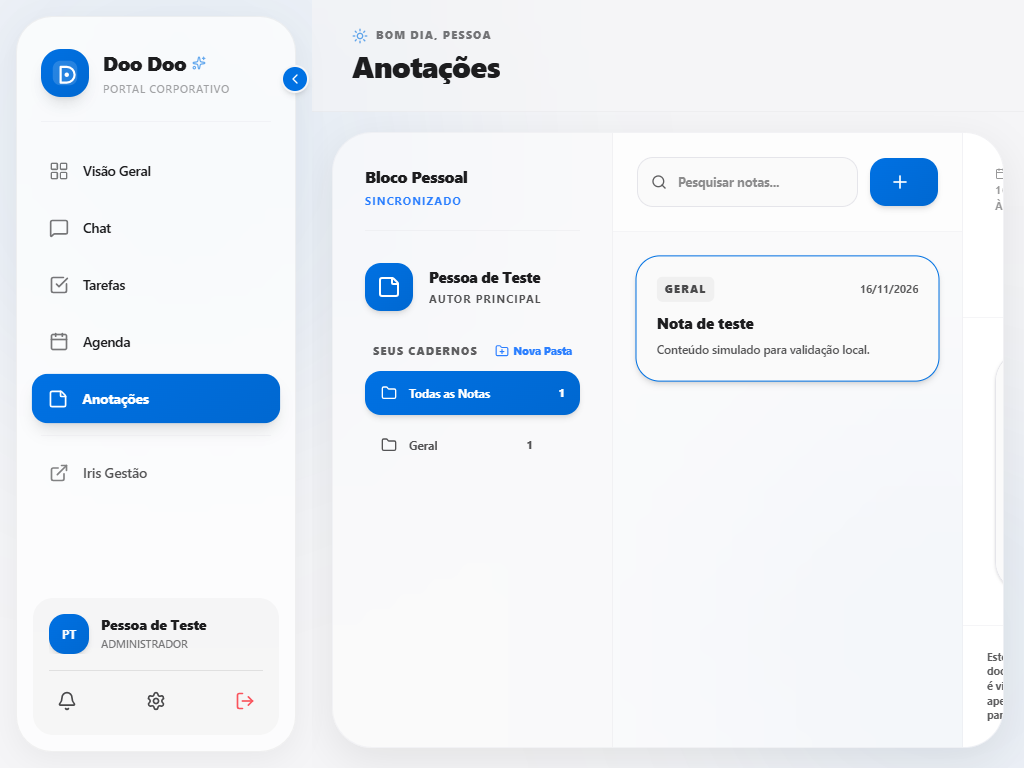 Doo Doo
PORTAL CORPORATIVO
Visão Geral
Chat
Tarefas
Agenda
Anotações
Iris Gestão
PT
Pessoa de Teste
ADMINISTRADOR
BOM DIA, PESSOA
Anotações
Bloco Pessoal
SINCRONIZADO
Pessoa de Teste
AUTOR PRINCIPAL
SEUS CADERNOS
Nova Pasta
Todas as Notas 1
Geral 1
Pesquisar notas...
GERAL 16/11/2026
Nota de teste
Conteúdo simulado para validação local.
À
é